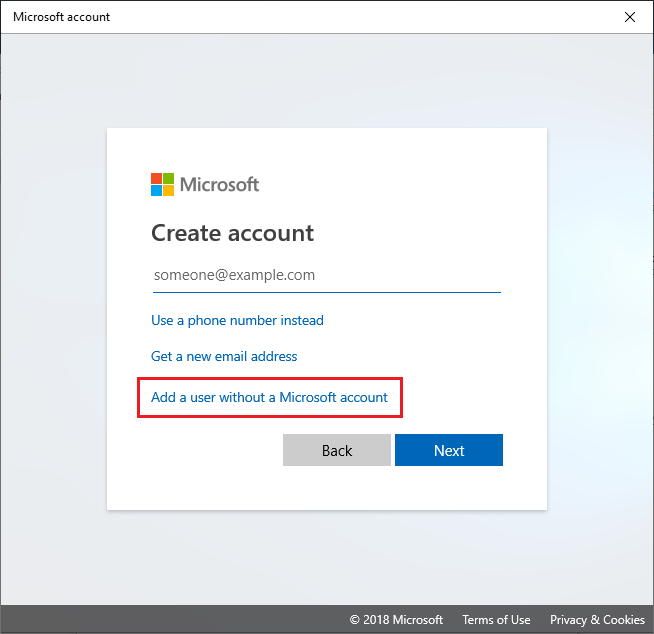 Microsoft account
Microsoft
Create account
someone@example.com
Use a phone number instead
Get a new email address
Add a user without a Microsoft account
Back Next
© 2018 Microsoft Terms of Use Privacy & Cookies